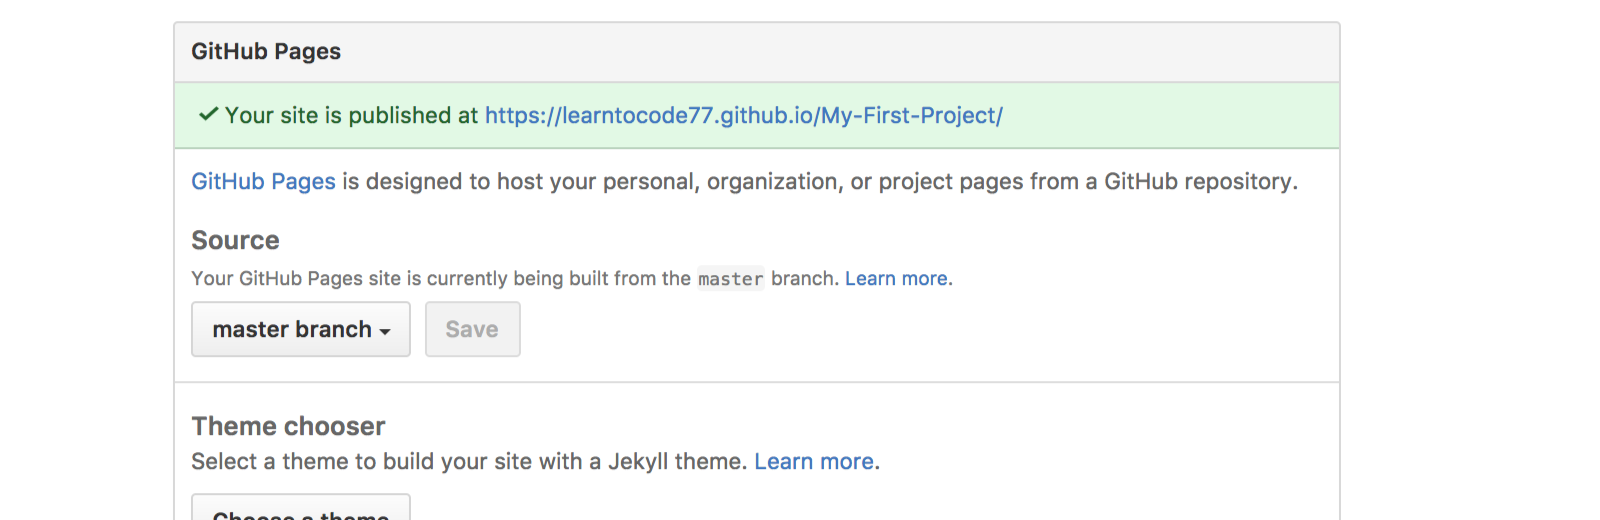 GitHub Pages
Your site is published at https://learntocode77.github.io/My-First-Project/
GitHub Pages is designed to host your personal, organization, or project pages from a GitHub repository.
Source
Your GitHub Pages site is currently being built from the master branch. Learn more.
master branch Save
Theme chooser
Select a theme to build your site with a Jekyll theme. Learn more.
Choose a theme